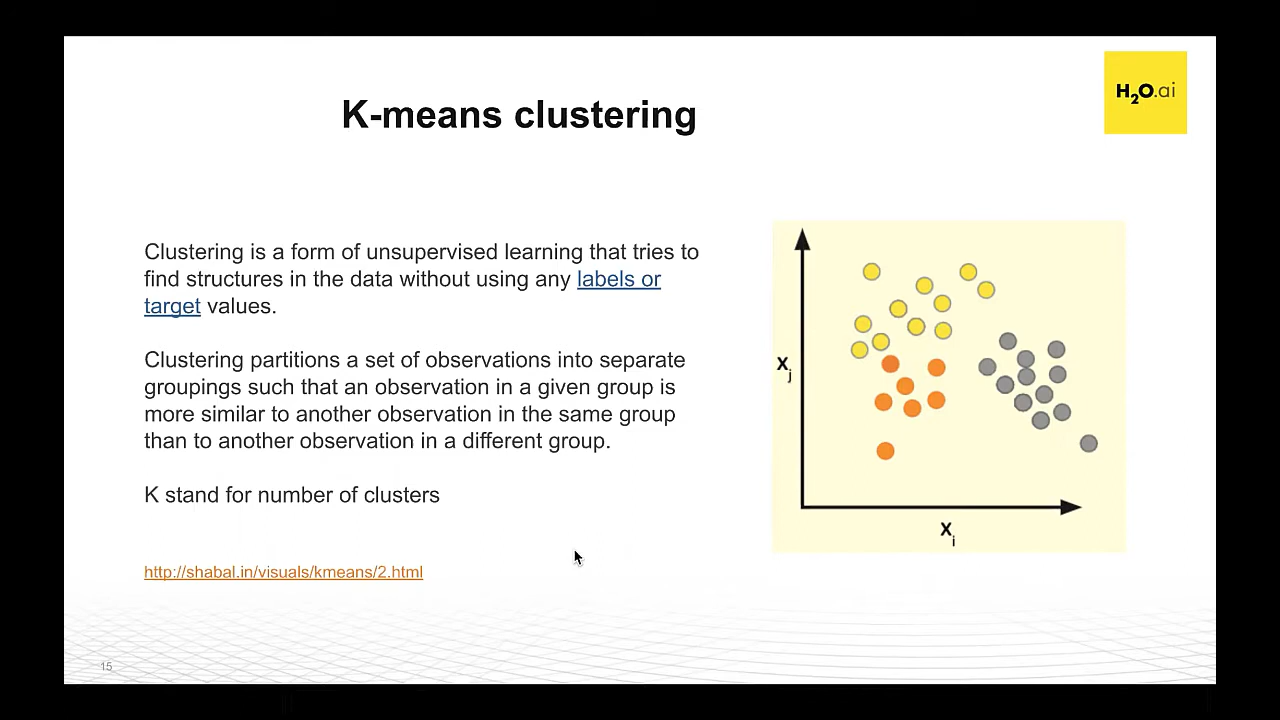 H2O.ai
K-means clustering
Clustering is a form of unsupervised learning that tries to
find structures in the data without using any labels or
target values.
Clustering partitions a set of observations into separate
groupings such that an observation in a given group is
more similar to another observation in the same group
than to another observation in a different group.
K stand for number of clusters
http://shabal.in/visuals/kmeans/2.html
Xj
Xi
15